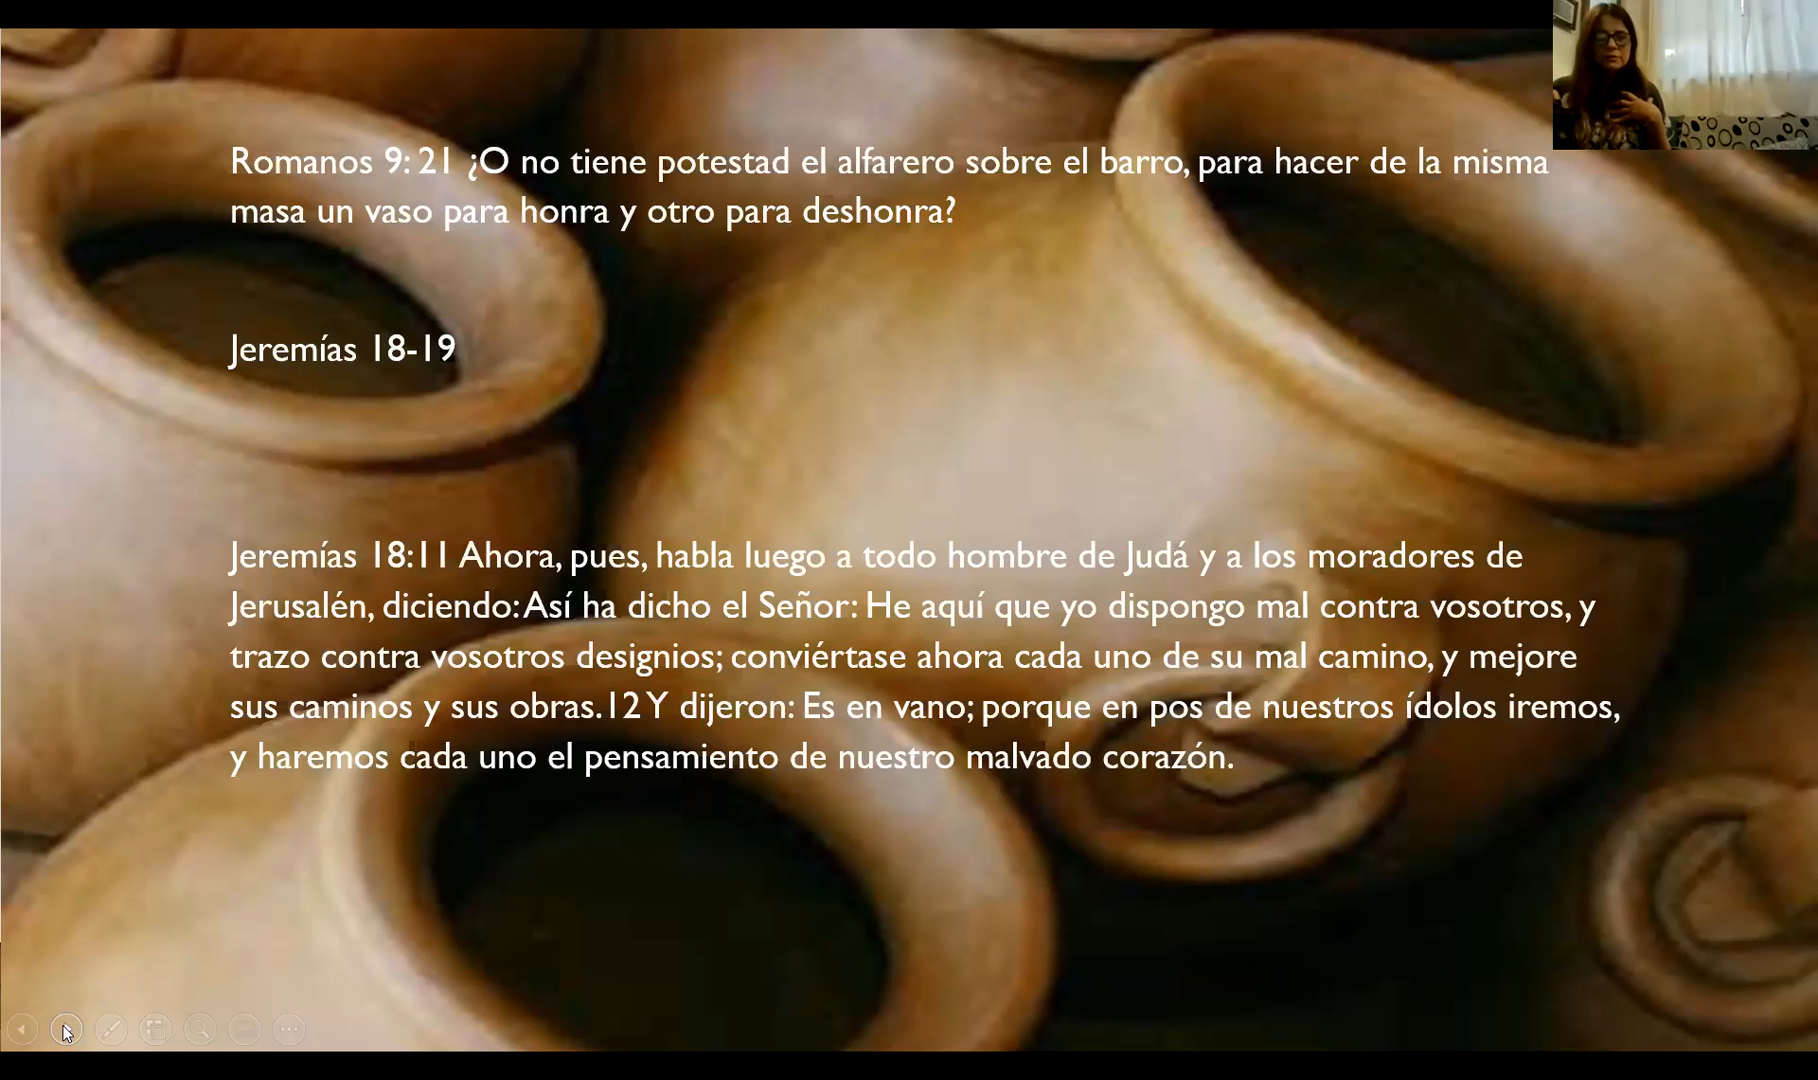 Romanos 9: 21 ¿O no tiene potestad el alfarero sobre el barro, para hacer de la misma
masa un vaso para honra y otro para deshonra?
Jeremías 18-19
Jeremías 18:11 Ahora, pues, habla luego a todo hombre de Judá y a los moradores de
Jerusalén, diciendo: Así ha dicho el Señor: He aquí que yo dispongo mal contra vosotros, y
trazo contra vosotros designios; conviértase ahora cada uno de su mal camino, y mejore
sus caminos y sus obras.12 Y dijeron: Es en vano; porque en pos de nuestros ídolos iremos,
y haremos cada uno el pensamiento de nuestro malvado corazón.